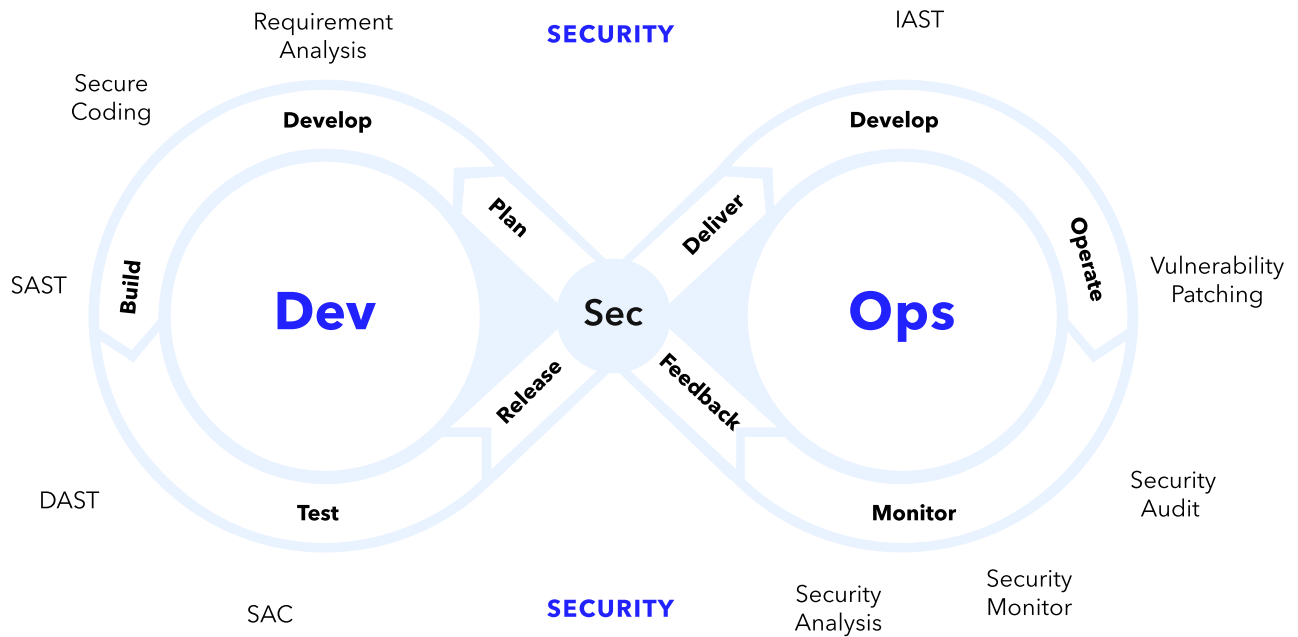 Requirement
Analysis
SECURITY
IAST
Secure
Coding
Develop
Develop
Plan
Deliver
Build
Operate
SAST
Dev
Sec
Ops
Vulnerability
Patching
Release
Feedback
DAST
Test
Monitor
Security
Audit
SAC
SECURITY
Security
Analysis
Security
Monitor